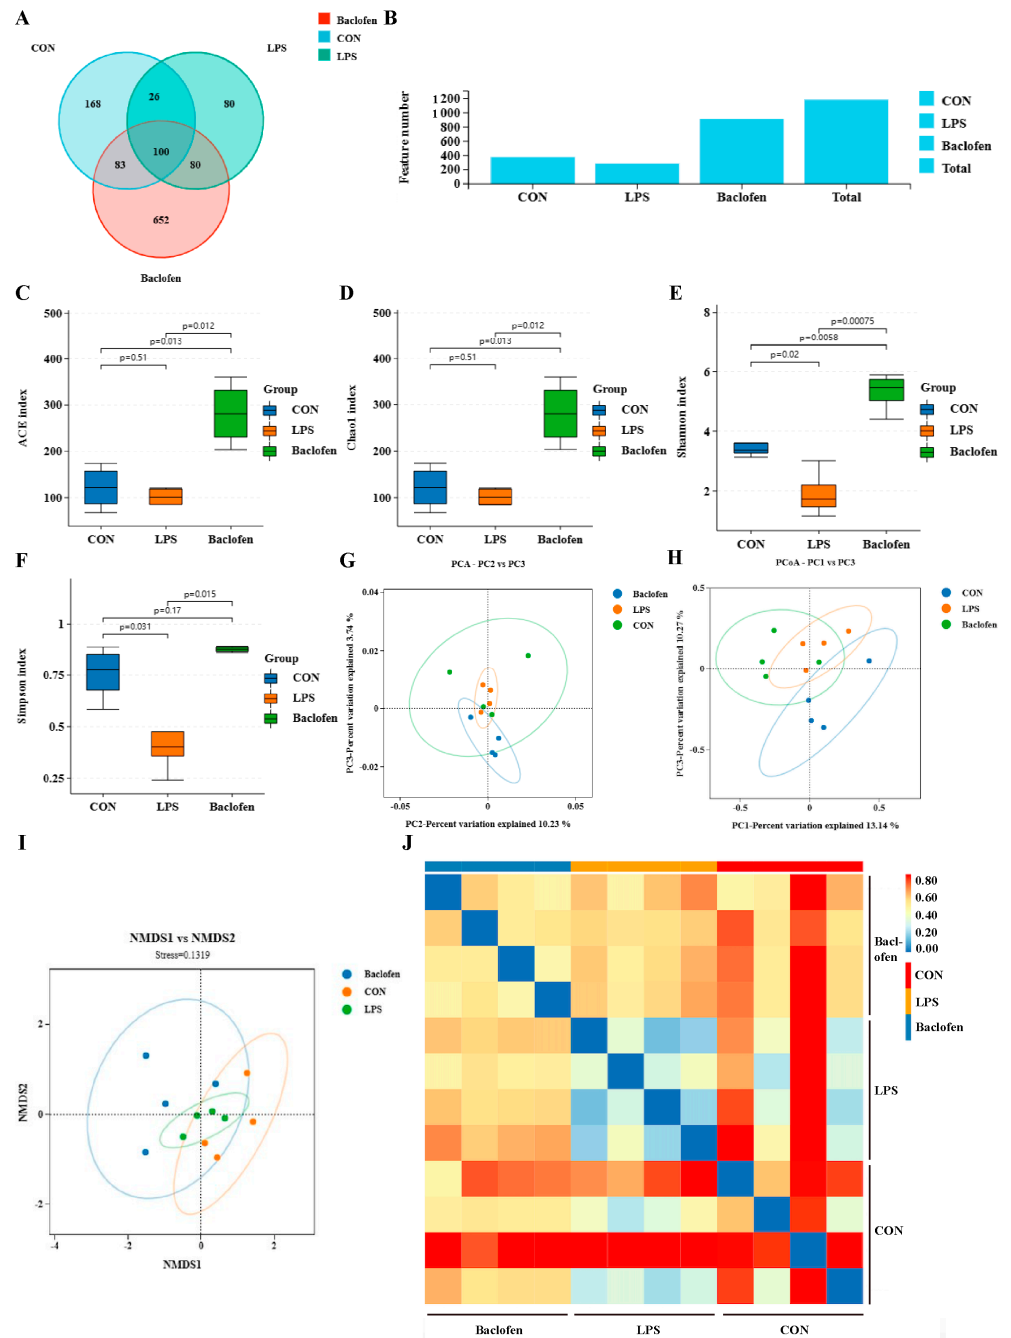 A
Baclofen
CON
LPS
CON
LPS
168
26
80
100
83
80
652
Baclofen
B
Feature number
1 200
1 000
800
600
400
200
0
CON
LPS
Baclofen
Total
CON
LPS
Baclofen
Total
C
ACE index
500
400
300
200
100
p=0.012
p=0.013
p=0.51
CON
LPS
Baclofen
Group
CON
LPS
Baclofen
D
Chao1 index
500
400
300
200
100
p=0.012
p=0.013
p=0.51
CON
LPS
Baclofen
Group
CON
LPS
Baclofen
E
Shannon index
8
6
4
2
p=0.00075
p=0.0058
p=0.02
CON
LPS
Baclofen
Group
CON
LPS
Baclofen
F
Simpson index
1
0.75
0.5
0.25
p=0.015
p=0.17
p=0.031
CON
LPS
Baclofen
Group
CON
LPS
Baclofen
G
PCA - PC2 vs PC3
PC3-Percent variation explained 3.74 %
0.04
0.02
0
-0.02
-0.05
0
0.05
PC2-Percent variation explained 10.23 %
Baclofen
LPS
CON
H
PCoA - PC1 vs PC3
PC3-Percent variation explained 10.27 %
0.5
0
-0.5
-0.5
0
0.5
PC1-Percent variation explained 13.14 %
CON
LPS
Baclofen
I
NMDS1 vs NMDS2
Stress=0.1319
NMDS2
2
0
-2
-4
-2
0
2
NMDS1
Baclofen
CON
LPS
J
Bacl-
ofen
LPS
CON
0.80
0.60
0.40
0.20
0.00
CON
LPS
Baclofen
Baclofen
LPS
CON